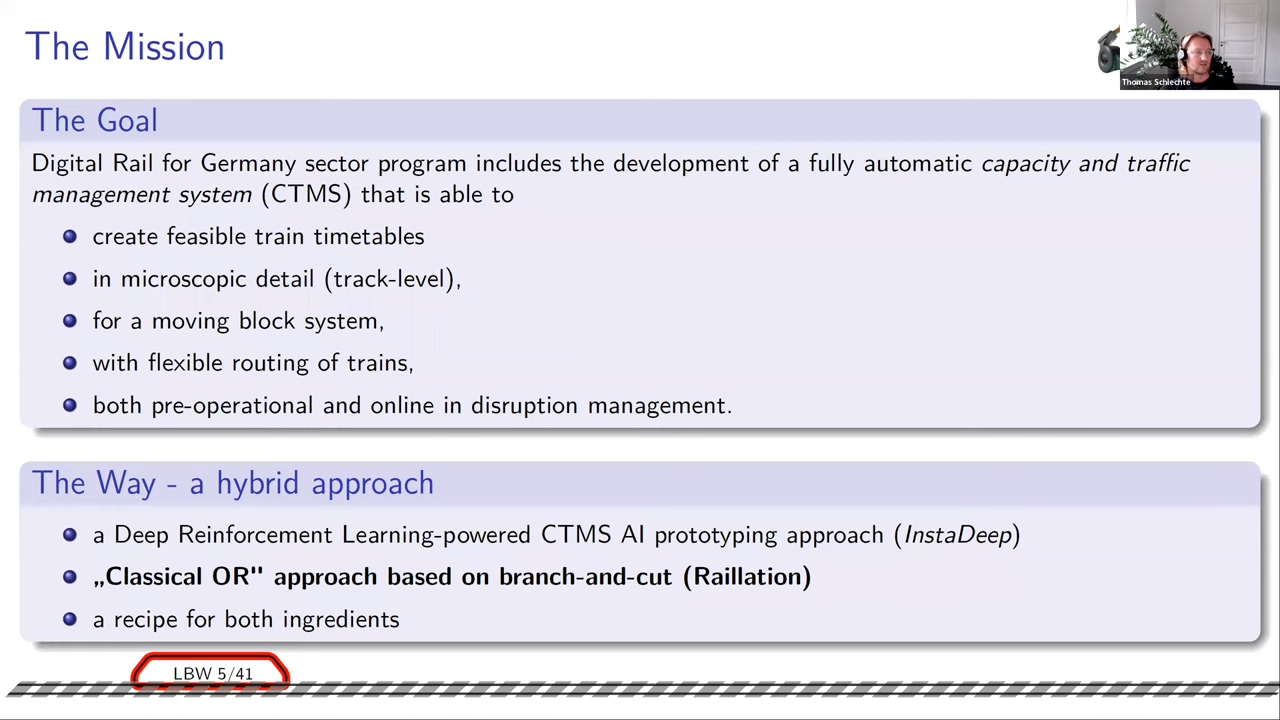 The Mission
Thomas Schlechte
The Goal
Digital Rail for Germany sector program includes the development of a fully automatic capacity and traffic
management system (CTMS) that is able to
create feasible train timetables
in microscopic detail (track-level),
for a moving block system,
with flexible routing of trains,
both pre-operational and online in disruption management.
The Way - a hybrid approach
a Deep Reinforcement Learning-powered CTMS AI prototyping approach (InstaDeep)
„Classical OR" approach based on branch-and-cut (Raillation)
a recipe for both ingredients
LBW 5/41